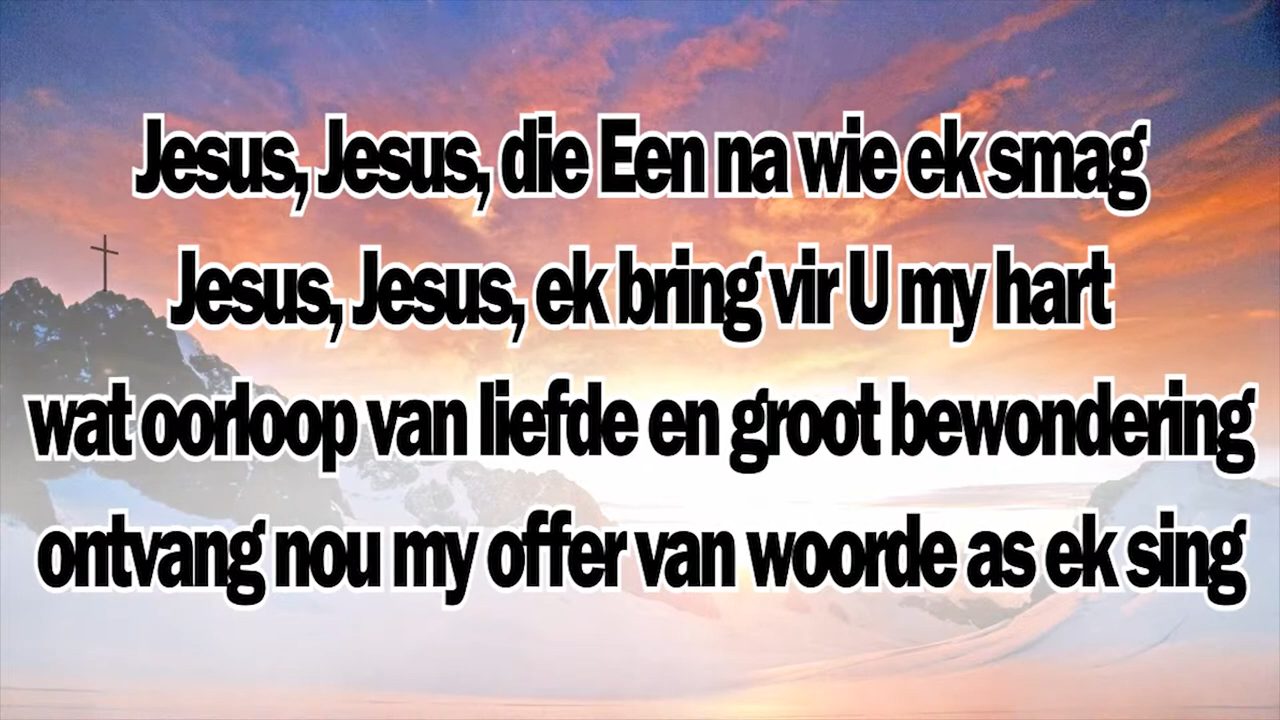 Jesus, Jesus, die Een na wie ek smag
Jesus, Jesus, ek bring vir U my hart
wat oorloop van liefde en groot bewondering
ontvang nou my offer van woorde as ek sing